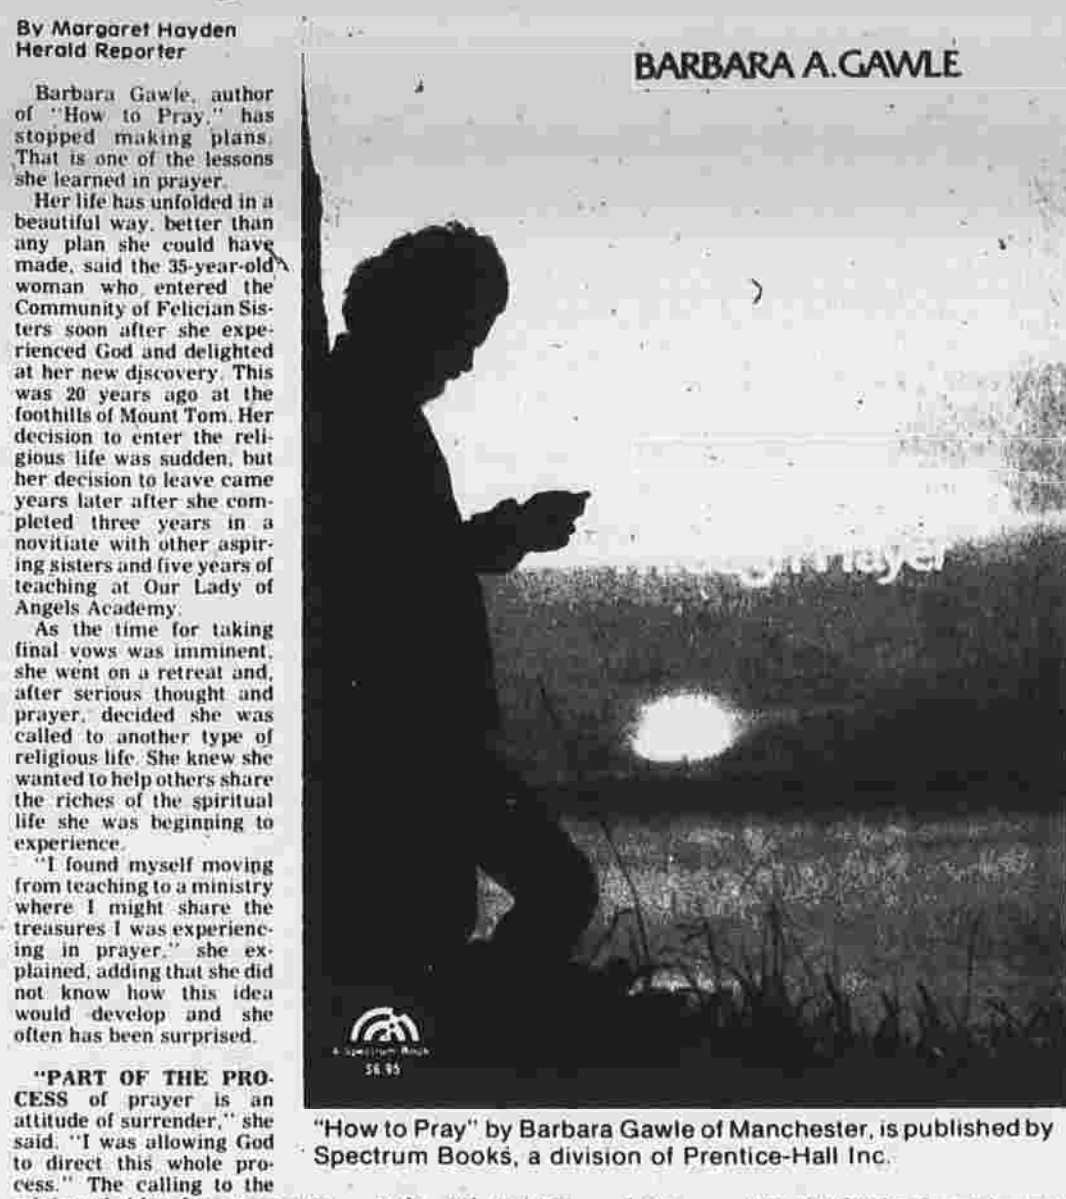 By Margaret Hayden
Herald Reporter
Barbara Gawle, author
of "How to Pray," has
stopped making plans.
That is one of the lessons
she learned in prayer.
Her life has unfolded in a
beautiful way, better than
any plan she could have
made, said the 35-year-old
woman who entered the
Community of Felician Sis-
ters soon after she expe-
rienced God and delighted
at her new discovery. This
was 20 years ago at the
foothills of Mount Tom. Her
decision to enter the reli-
gious life was sudden, but
her decision to leave came
years later after she com-
pleted three years in a
novitiate with other aspir-
ing sisters and five years of
teaching at Our Lady of
Angels Academy.
As the time for taking
final vows was imminent,
she went on a retreat and,
after serious thought and
prayer, decided she was
called to another type of
religious life. She knew she
wanted to help others share
the riches of the spiritual
life she was beginning to
experience.
"I found myself moving
from teaching to a ministry
where I might share the
treasures I was experienc-
ing in prayer," she ex-
plained, adding that she did
not know how this idea
would develop and she
often has been surprised.
"PART OF THE PRO-
CESS of prayer is an
attitude of surrender," she
said. "I was allowing God
to direct this whole pro-
cess." The calling to the
BARBARA A. GAWLE
Through Prayer
A Spectrum Book
$6.95
"How to Pray" by Barbara Gawle of Manchester, is published by
Spectrum Books, a division of Prentice-Hall Inc.